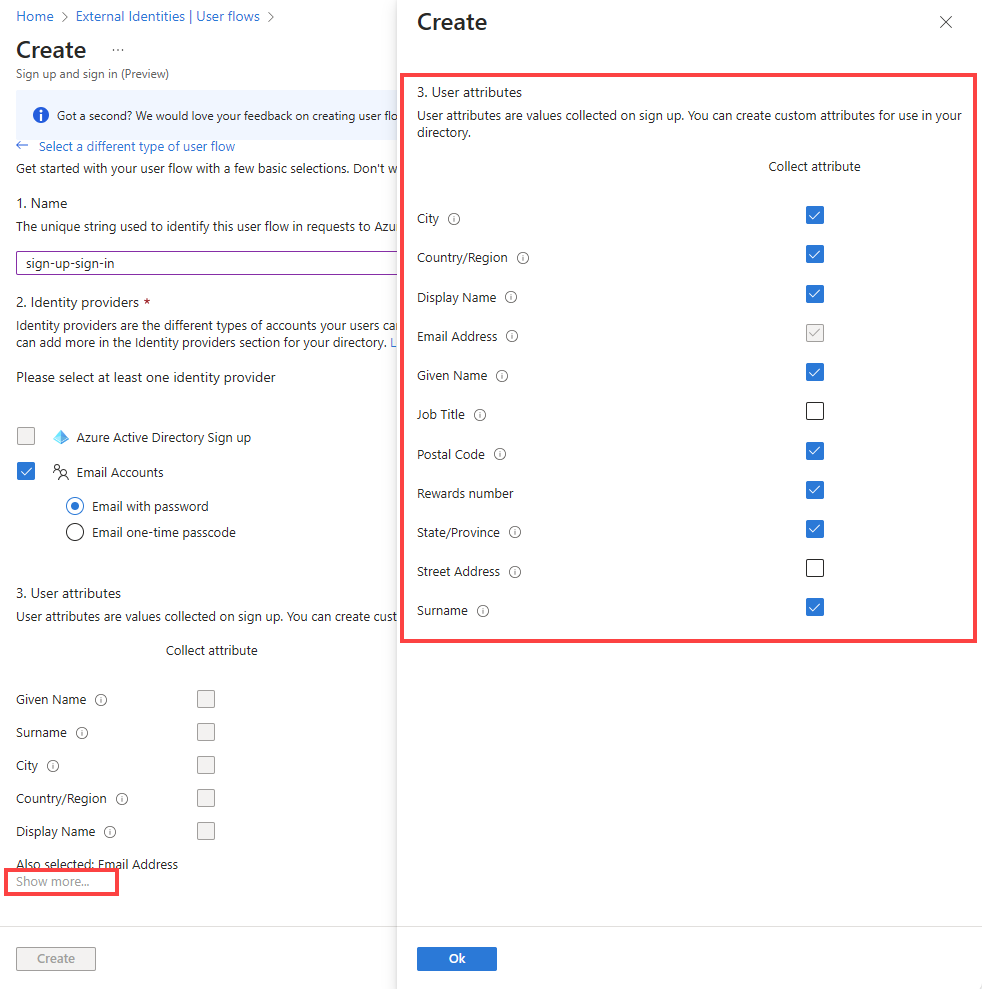 Home > External Identities | User flows >
Create ...
Sign up and sign in (Preview)
Got a second? We would love your feedback on creating user flo
Select a different type of user flow
Get started with your user flow with a few basic selections. Don't w
1. Name
The unique string used to identify this user flow in requests to Azu
sign-up-sign-in
2. Identity providers *
Identity providers are the different types of accounts your users ca
can add more in the Identity providers section for your directory. L
Please select at least one identity provider
Azure Active Directory Sign up
Email Accounts
Email with password
Email one-time passcode
3. User attributes
User attributes are values collected on sign up. You can create cust
Collect attribute
Given Name
Surname
City
Country/Region
Display Name
Also selected: Email Address
Show more...
Create
Create
3. User attributes
User attributes are values collected on sign up. You can create custom attributes for use in your
directory.
Collect attribute
City
Country/Region
Display Name
Email Address
Given Name
Job Title
Postal Code
Rewards number
State/Province
Street Address
Surname
Ok